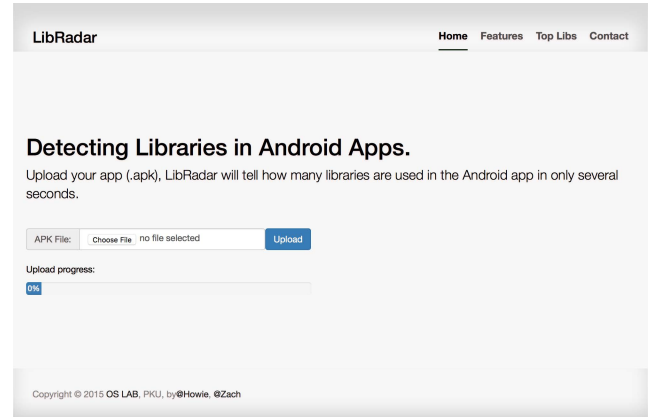 LibRadar
Home Features Top Libs Contact
Detecting Libraries in Android Apps.
Upload your app (.apk), LibRadar will tell how many libraries are used in the Android app in only several
seconds.
APK File: Choose File no file selected Upload
Upload progress:
0%
Copyright © 2015 OS LAB, PKU, by@Howie, @Zach